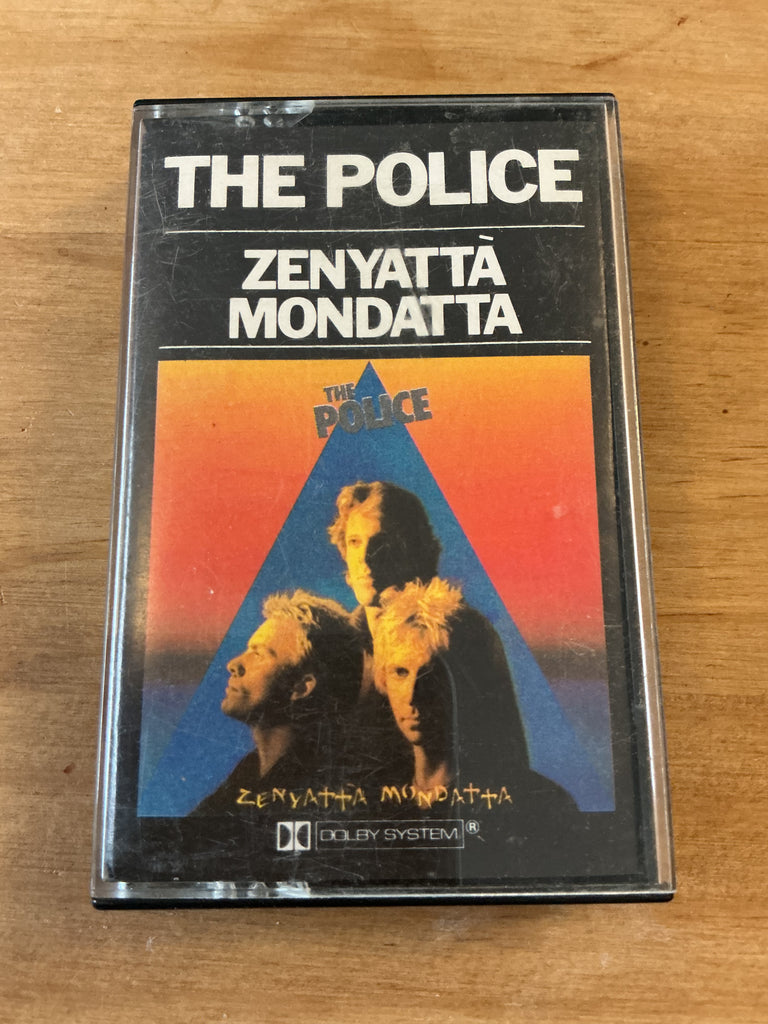 THE POLICE
ZENYATTÀ
MONDATTA
THE
POLICE
ZENYATTA MONDATTA
DOLBY SYSTEM ®